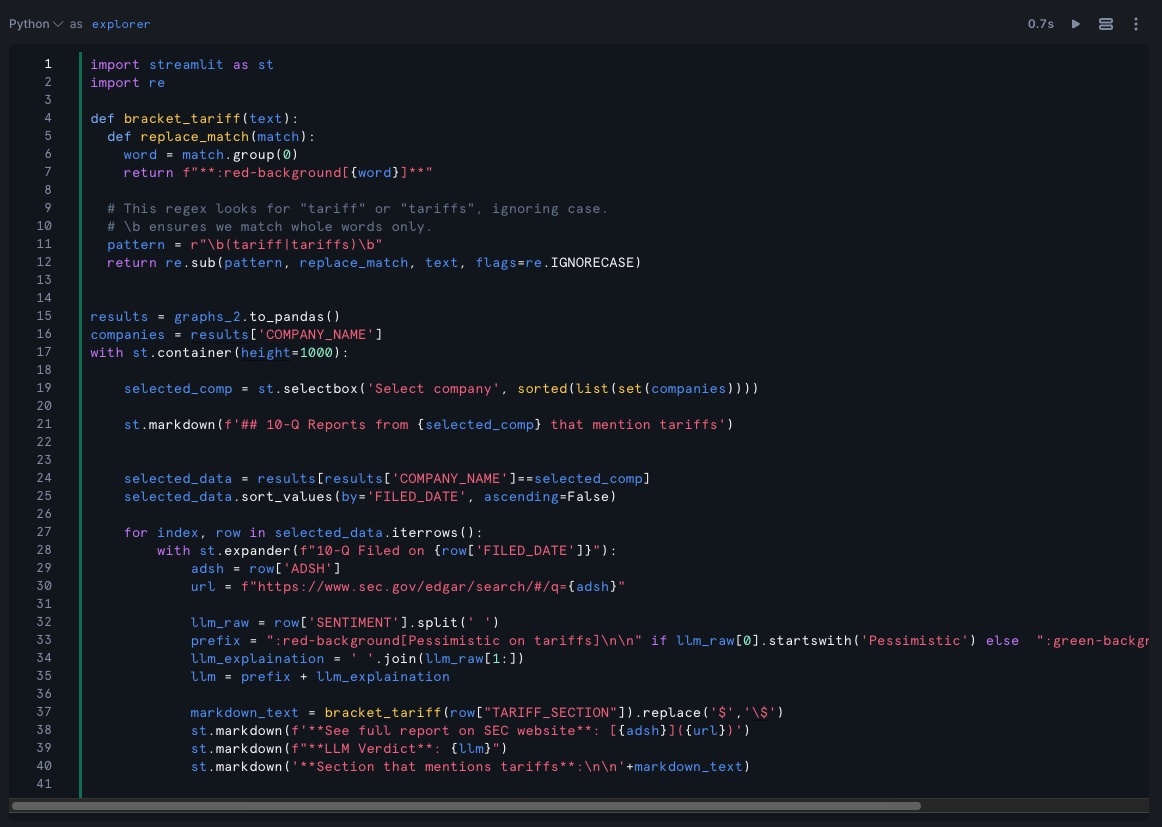 Python as explorer 0.7s
1 import streamlit as st
2 import re
3
4 def bracket_tariff(text):
5   def replace_match(match):
6     word = match.group(0)
7     return f"**:red-background[{word}]**"
8
9   # This regex looks for "tariff" or "tariffs", ignoring case.
10   # \b ensures we match whole words only.
11   pattern = r"\b(tariff|tariffs)\b"
12   return re.sub(pattern, replace_match, text, flags=re.IGNORECASE)
13
14
15 results = graphs_2.to_pandas()
16 companies = results['COMPANY_NAME']
17 with st.container(height=1000):
18
19     selected_comp = st.selectbox('Select company', sorted(list(set(companies))))
20
21     st.markdown(f'## 10-Q Reports from {selected_comp} that mention tariffs')
22
23
24     selected_data = results[results['COMPANY_NAME']==selected_comp]
25     selected_data.sort_values(by='FILED_DATE', ascending=False)
26
27     for index, row in selected_data.iterrows():
28         with st.expander(f"10-Q Filed on {row['FILED_DATE']}"):
29             adsh = row['ADSH']
30             url = f"https://www.sec.gov/edgar/search/#/q={adsh}"
31
32             llm_raw = row['SENTIMENT'].split(' ')
33             prefix = ":red-background[Pessimistic on tariffs]\n\n" if llm_raw[0].startswith('Pessimistic') else  ":green-backgr
34             llm_explaination = ' '.join(llm_raw[1:])
35             llm = prefix + llm_explaination
36
37             markdown_text = bracket_tariff(row["TARIFF_SECTION"]).replace('$','\$')
38             st.markdown(f'**See full report on SEC website**: [{adsh}]({url})')
39             st.markdown(f"**LLM Verdict**: {llm}")
40             st.markdown('**Section that mentions tariffs**:\n\n'+markdown_text)
41